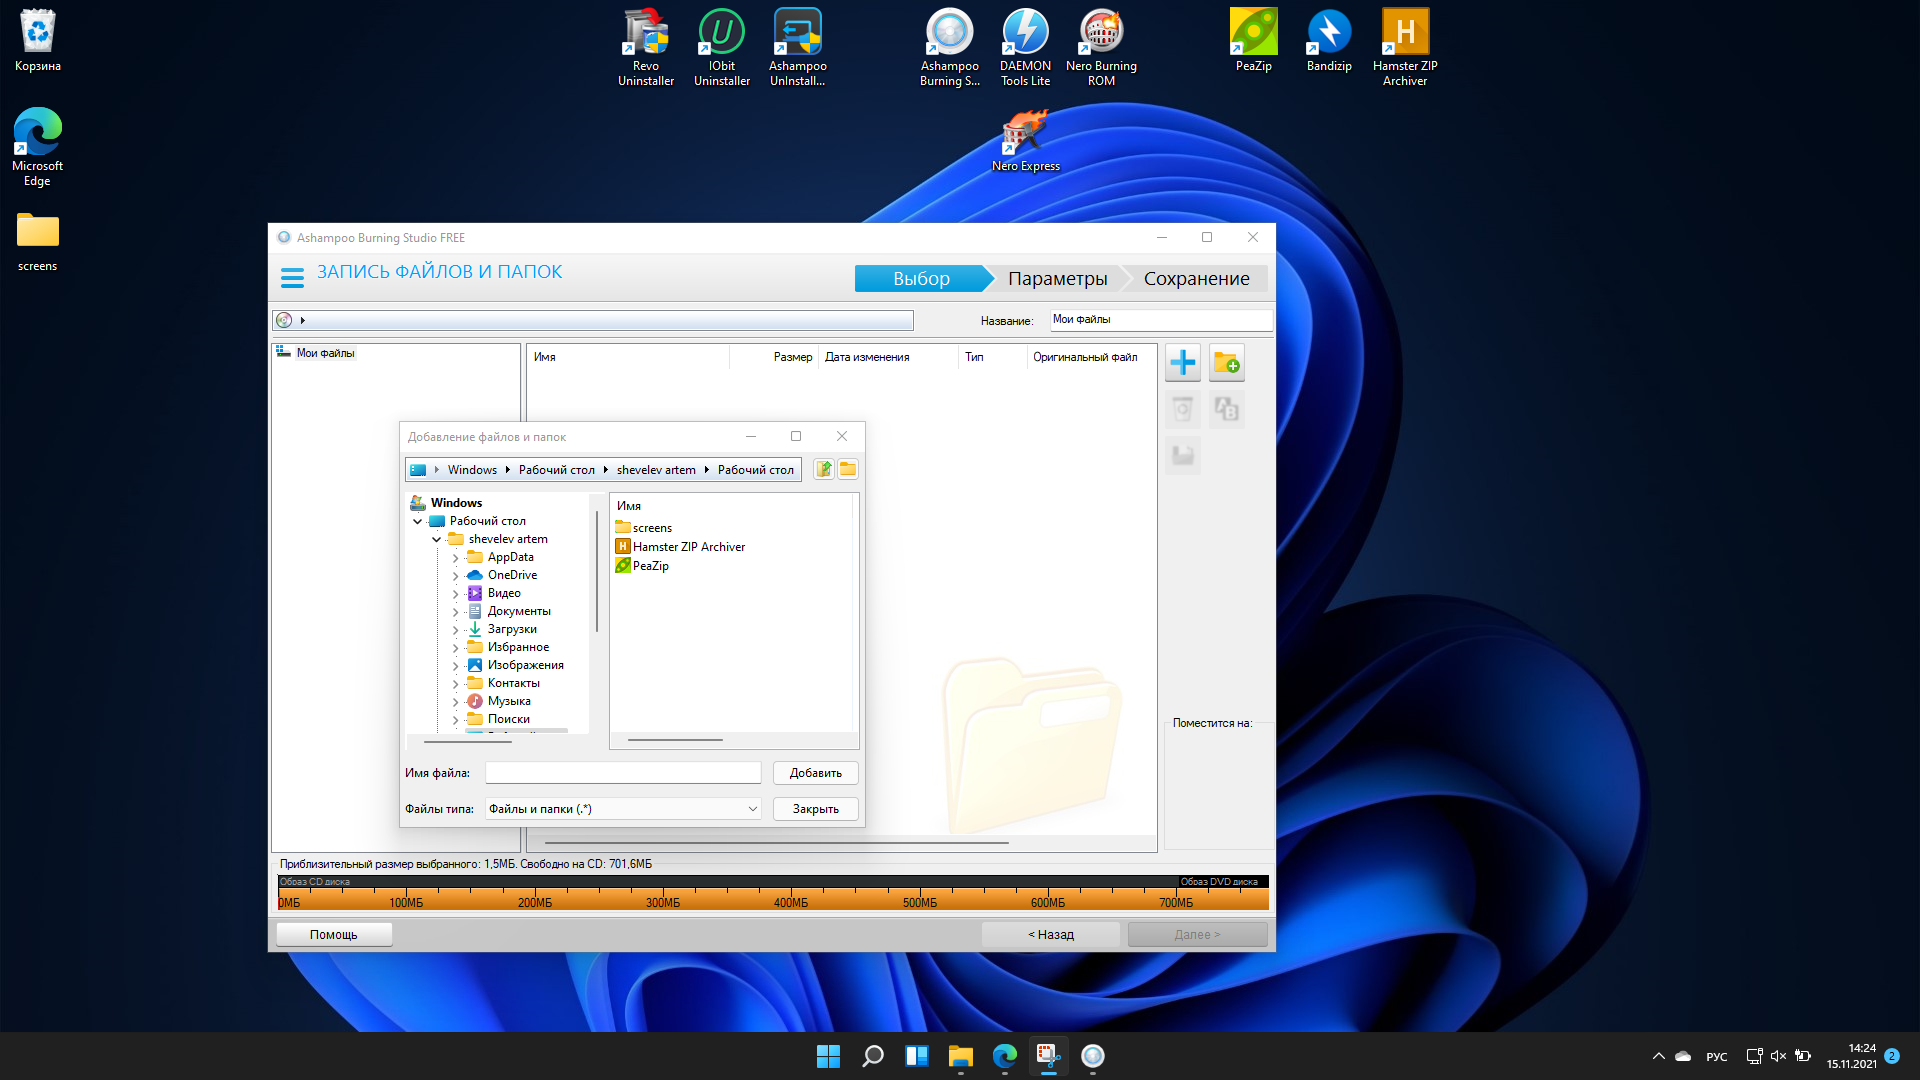 Корзина
Microsoft
Edge
screens
Revo
Uninstaller
IObit
Uninstaller
Ashampoo
UnInstall...
Ashampoo
Burning S...
DAEMON
Tools Lite
Nero Burning
ROM
PeaZip
Bandizip
Hamster ZIP
Archiver
Nero Express
Ashampoo Burning Studio FREE
ЗАПИСЬ ФАЙЛОВ И ПАПОК
Выбор
Параметры
Сохранение
Название:
Мои файлы
Мои файлы
Имя
Размер
Дата изменения
Тип
Оригинальный файл
Добавление файлов и папок
Windows
Рабочий стол
shevelev artem
Рабочий стол
Windows
Рабочий стол
shevelev artem
AppData
OneDrive
Видео
Документы
Загрузки
Избранное
Изображения
Контакты
Музыка
Поиски
Имя
screens
Hamster ZIP Archiver
PeaZip
Имя файла:
Добавить
Файлы типа:
Файлы и папки (.*)
Закрыть
Поместится на:
Приблизительный размер выбранного: 1,5МБ. Свободно на CD: 701,6МБ
Образ CD диска
Образ DVD диска
0МБ
100МБ
200МБ
300МБ
400МБ
500МБ
600МБ
700МБ
Помощь
< Назад
Далее >
РУС
14:24
15.11.2021
2